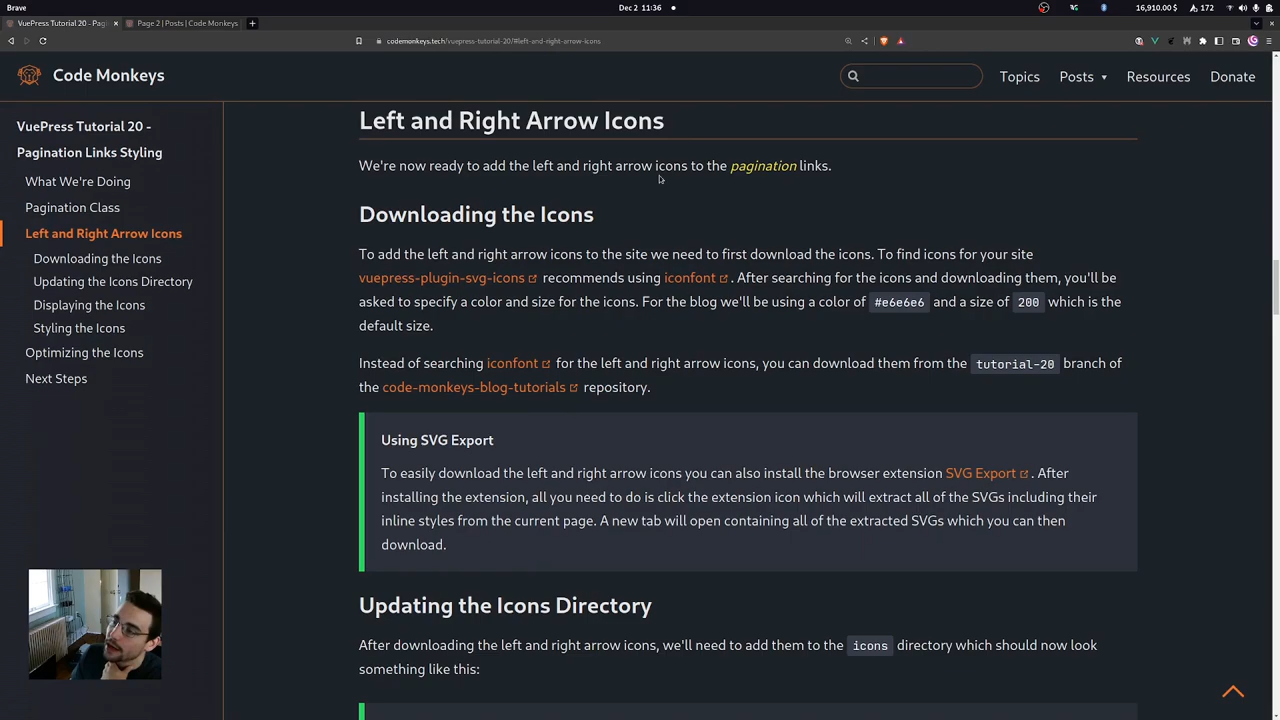 Brave
Dec 2 11:36
16,910.00 $
172
VuePress Tutorial 20 - Pagi
Page 2 | Posts | Code Monkeys
codemonkeys.tech/vuepress-tutorial-20/#left-and-right-arrow-icons
Code Monkeys
Topics
Posts
Resources
Donate
VuePress Tutorial 20 -
Pagination Links Styling
What We're Doing
Pagination Class
Left and Right Arrow Icons
Downloading the Icons
Updating the Icons Directory
Displaying the Icons
Styling the Icons
Optimizing the Icons
Next Steps
Left and Right Arrow Icons
We're now ready to add the left and right arrow icons to the pagination links.
Downloading the Icons
To add the left and right arrow icons to the site we need to first download the icons. To find icons for your site
vuepress-plugin-svg-icons recommends using iconfont . After searching for the icons and downloading them, you'll be
asked to specify a color and size for the icons. For the blog we'll be using a color of #e6e6e6 and a size of 200 which is the
default size.
Instead of searching iconfont for the left and right arrow icons, you can download them from the tutorial-20 branch of
the code-monkeys-blog-tutorials repository.
Using SVG Export
To easily download the left and right arrow icons you can also install the browser extension SVG Export . After
installing the extension, all you need to do is click the extension icon which will extract all of the SVGs including their
inline styles from the current page. A new tab will open containing all of the extracted SVGs which you can then
download.
Updating the Icons Directory
After downloading the left and right arrow icons, we'll need to add them to the icons directory which should now look
something like this: